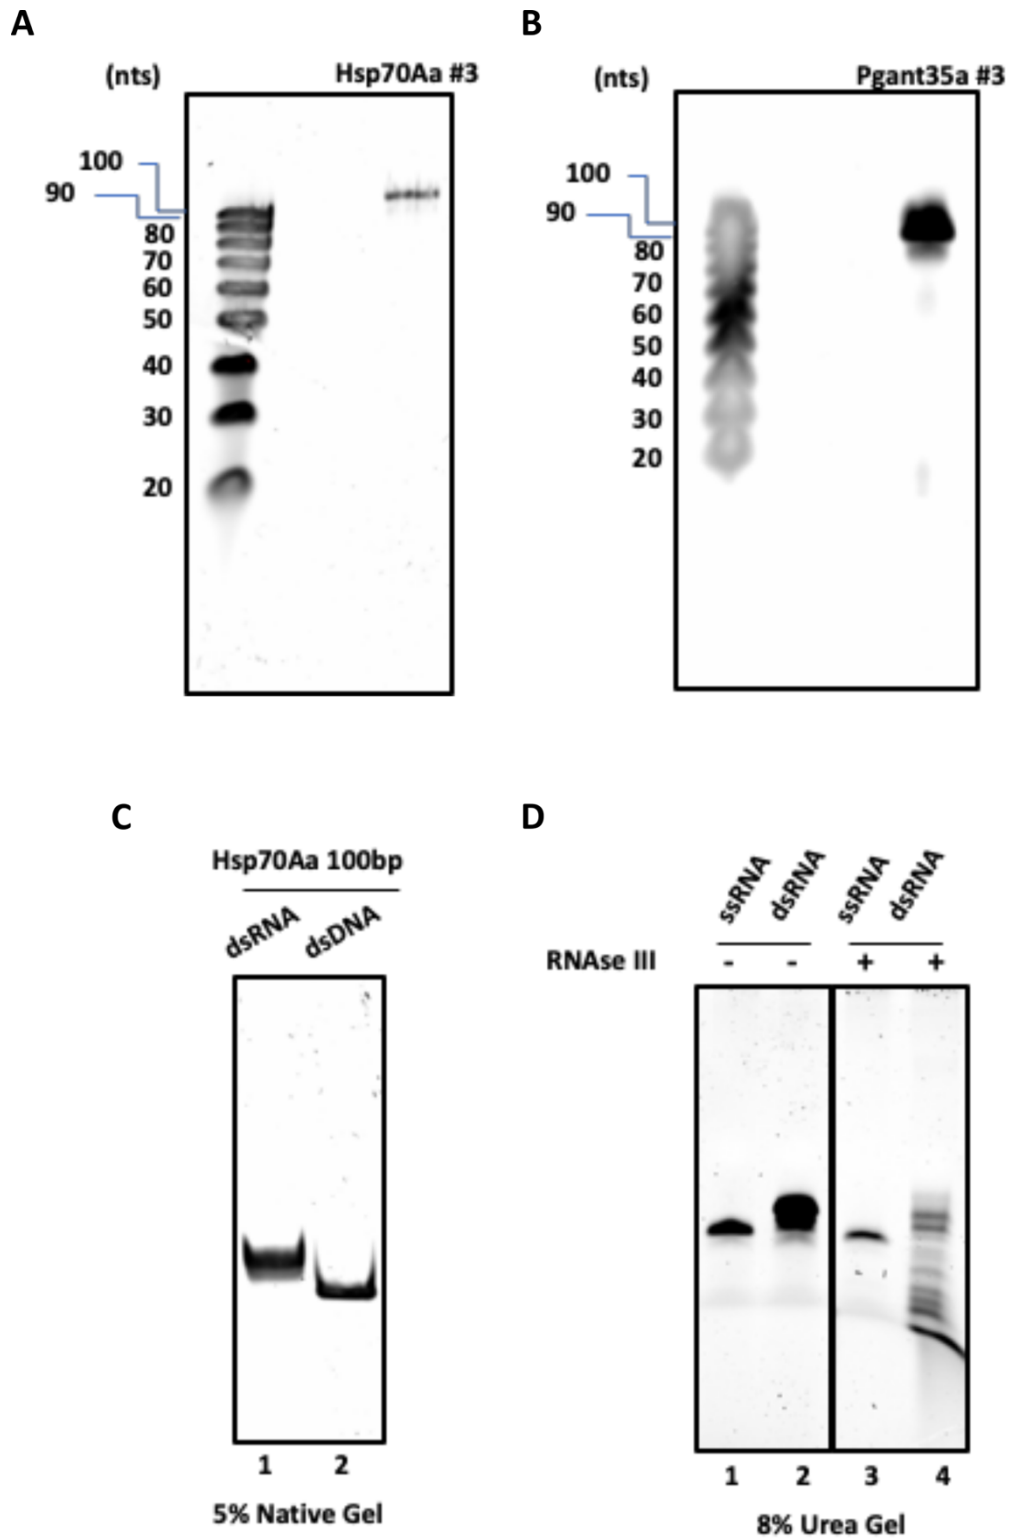 A
(nts)
Hsp70Aa #3
100
90
80
70
60
50
40
30
20
B
(nts)
Pgant35a #3
100
90
80
70
60
50
40
30
20
C
Hsp70Aa 100bp
dsRNA
dsDNA
1 2
5% Native Gel
D
ssRNA
dsRNA
ssRNA
dsRNA
RNAse III - - + +
1 2 3 4
8% Urea Gel